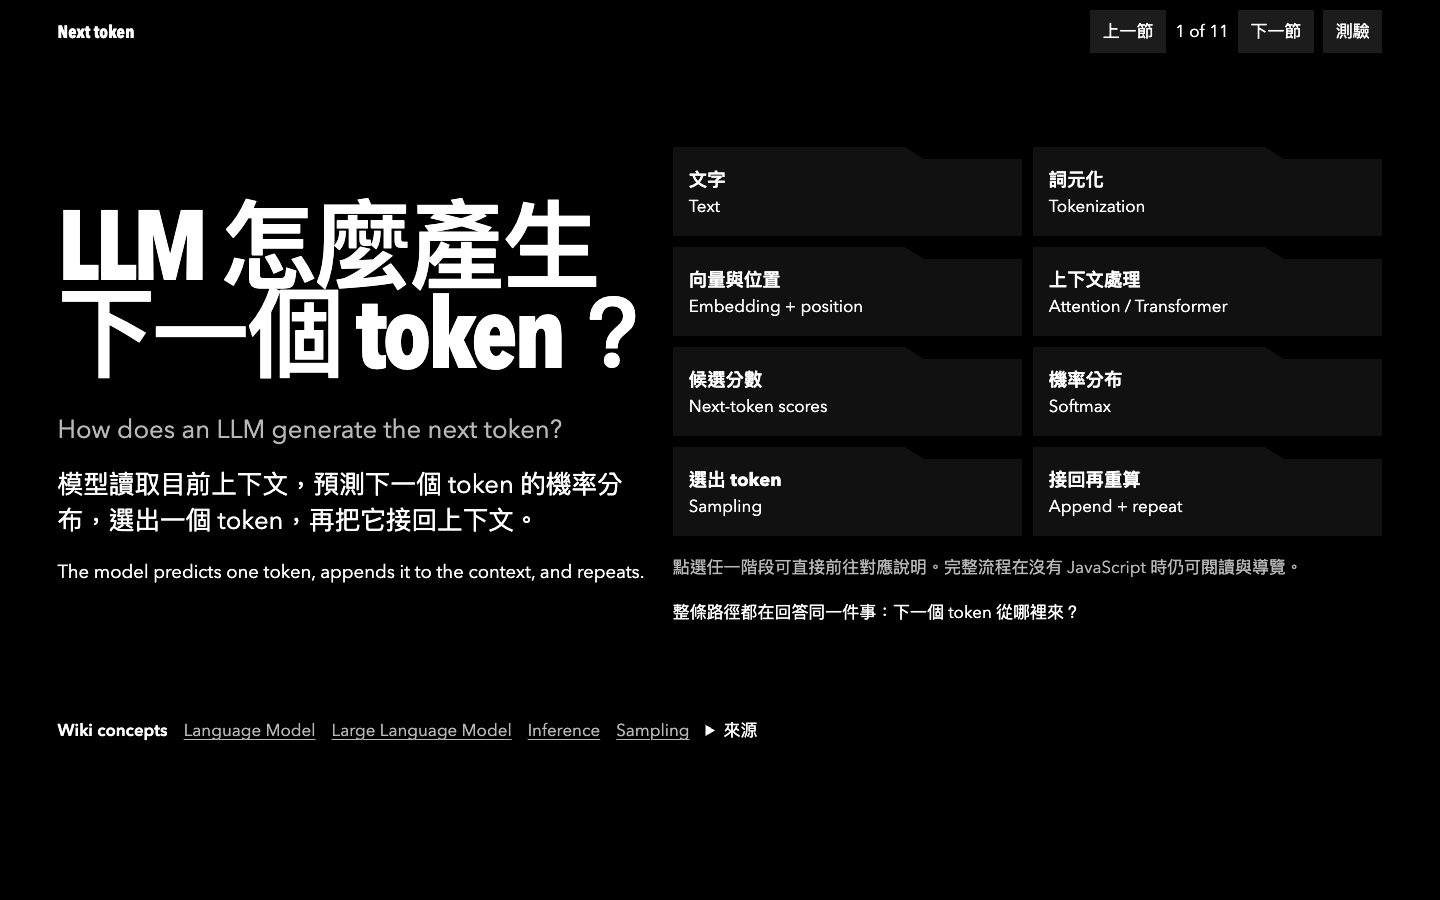 Next token
上一節
1 of 11
下一節
測驗
LLM 怎麼產生
下一個 token？
How does an LLM generate the next token?
模型讀取目前上下文，預測下一個 token 的機率分
布，選出一個 token，再把它接回上下文。
The model predicts one token, appends it to the context, and repeats.
文字
Text
詞元化
Tokenization
向量與位置
Embedding + position
上下文處理
Attention / Transformer
候選分數
Next-token scores
機率分布
Softmax
選出 token
Sampling
接回再重算
Append + repeat
點選任一階段可直接前往對應說明。完整流程在沒有 JavaScript 時仍可閱讀與導覽。
整條路徑都在回答同一件事：下一個 token 從哪裡來？
Wiki concepts Language Model Large Language Model Inference Sampling ▶ 來源